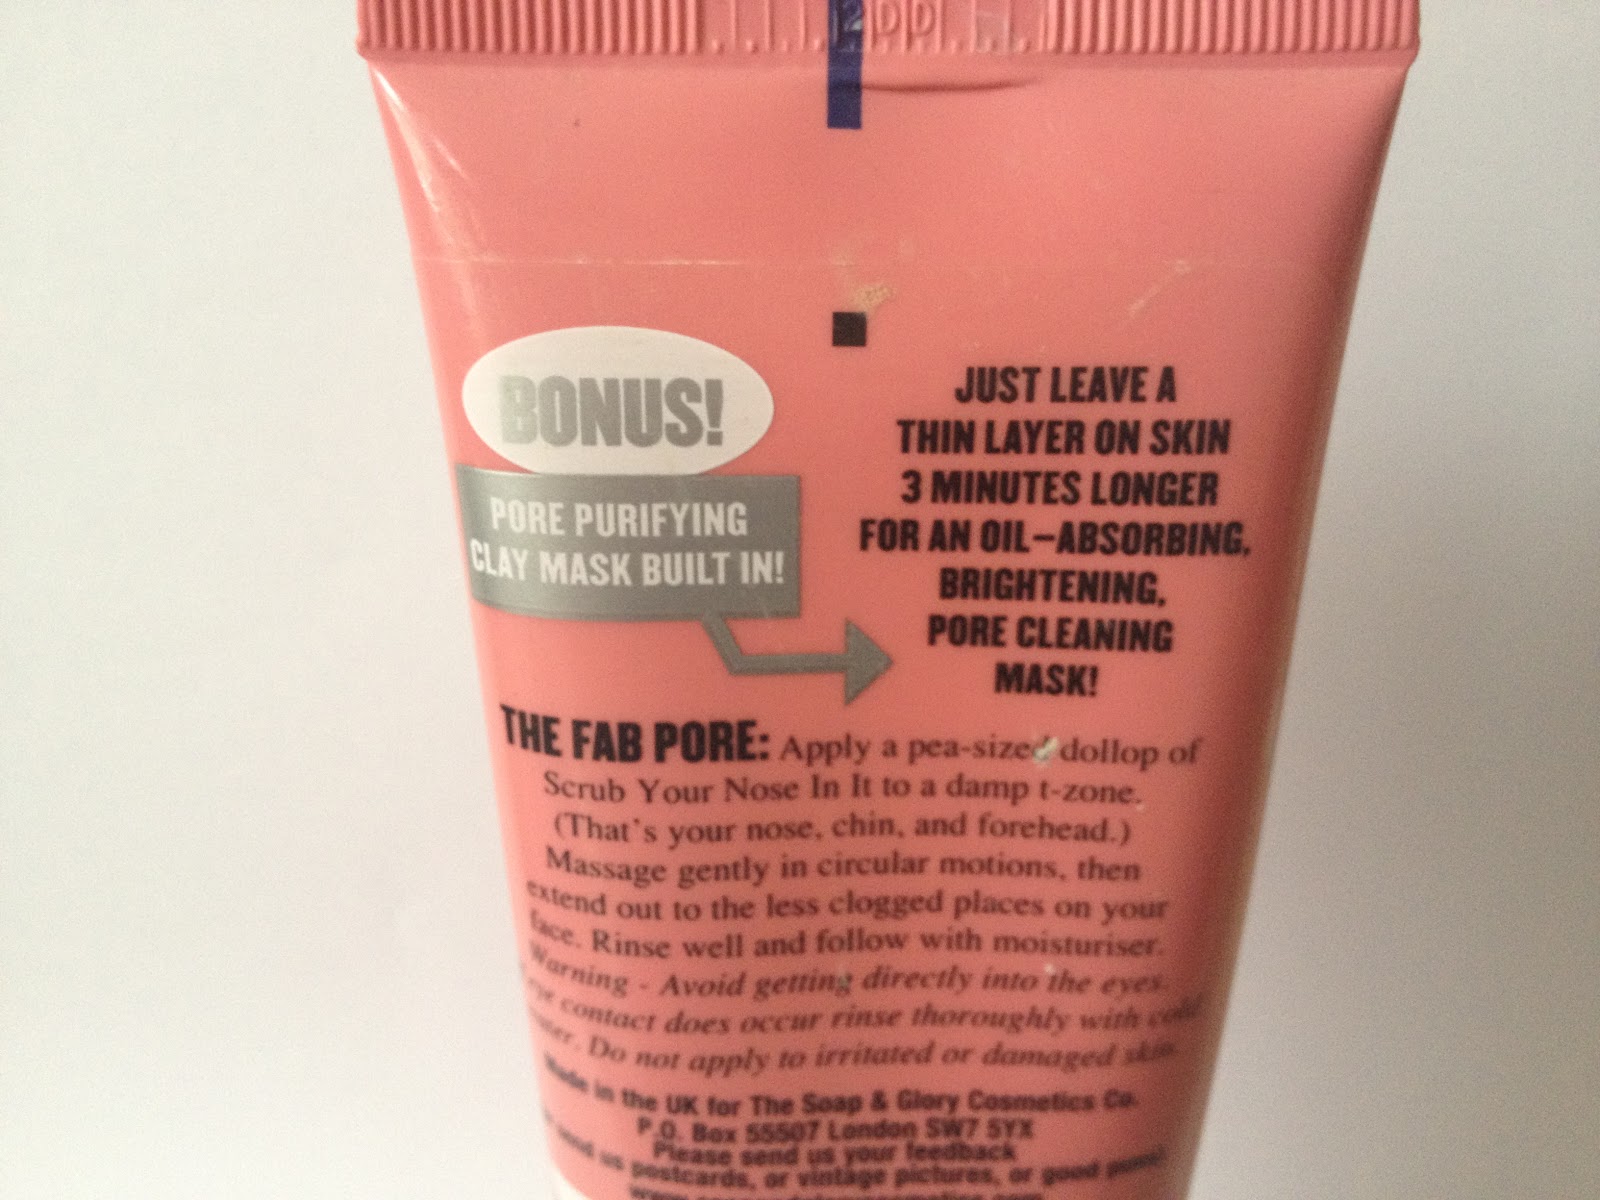 BONUS!
PORE PURIFYING
CLAY MASK BUILT IN!
JUST LEAVE A
THIN LAYER ON SKIN
3 MINUTES LONGER
FOR AN OIL–ABSORBING,
BRIGHTENING,
PORE CLEANING
MASK!
THE FAB PORE: Apply a pea-sized dollop of
Scrub Your Nose In It to a damp t-zone.
(That's your nose, chin, and forehead.)
Massage gently in circular motions, then
extend out to the less clogged places on your
face. Rinse well and follow with moisturiser.
Warning - Avoid getting directly into the eyes.
eye contact does occur rinse thoroughly with cold
water. Do not apply to irritated or damaged skin.
Made in the UK for The Soap & Glory Cosmetics Co.
P.O. Box 55507 London SW7 5YX
Please send us your feedback
send us postcards, or vintage pictures, or good